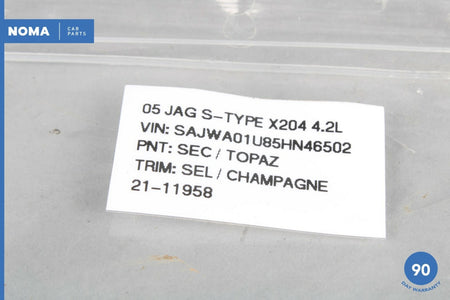 NOMA CAR PARTS
05 JAG S-TYPE X204 4.2L
VIN: SAJWA01U85HN46502
PNT: SEC / TOPAZ
TRIM: SEL / CHAMPAGNE
21-11958
90
DAY WARRANTY